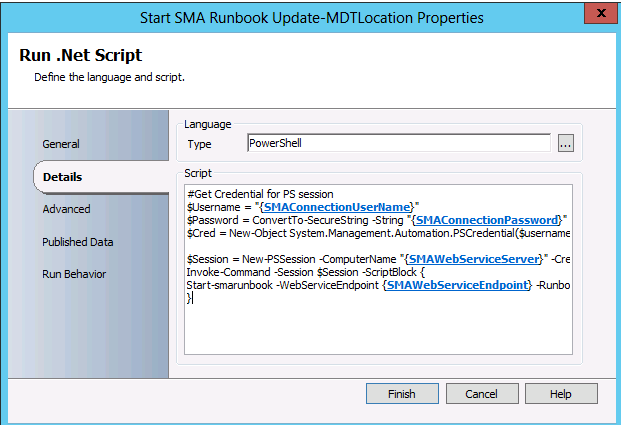 Start SMA Runbook Update-MDTLocation Properties
x
Run .Net Script
Define the language and script.
General
Details
Advanced
Published Data
Run Behavior
Language
Type
PowerShell
...
Script
#Get Credential for PS session
$Username = "{SMAConnectionUserName}"
$Password = ConvertTo-SecureString -String "{SMAConnectionPassword}"
$Cred = New-Object System.Management.Automation.PSCredential($username
$Session = New-PSSession -ComputerName "{SMAWebServiceServer}" -Cre
Invoke-Command -Session $Session -ScriptBlock {
Start-smarunbook -WebServiceEndpoint {SMAWebServiceEndpoint} -Runbo
}
Finish
Cancel
Help